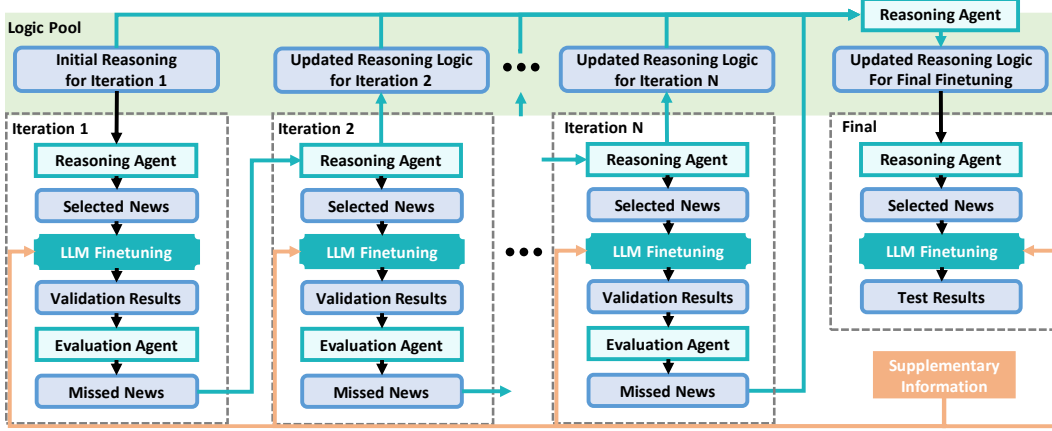 Logic Pool
Reasoning Agent
Initial Reasoning
for Iteration 1
Updated Reasoning Logic
for Iteration 2
Updated Reasoning Logic
for Iteration N
Updated Reasoning Logic
For Final Finetuning
Iteration 1
Reasoning Agent
Selected News
LLM Finetuning
Validation Results
Evaluation Agent
Missed News
Iteration 2
Reasoning Agent
Selected News
LLM Finetuning
Validation Results
Evaluation Agent
Missed News
Iteration N
Reasoning Agent
Selected News
LLM Finetuning
Validation Results
Evaluation Agent
Missed News
Final
Reasoning Agent
Selected News
LLM Finetuning
Test Results
Supplementary
Information